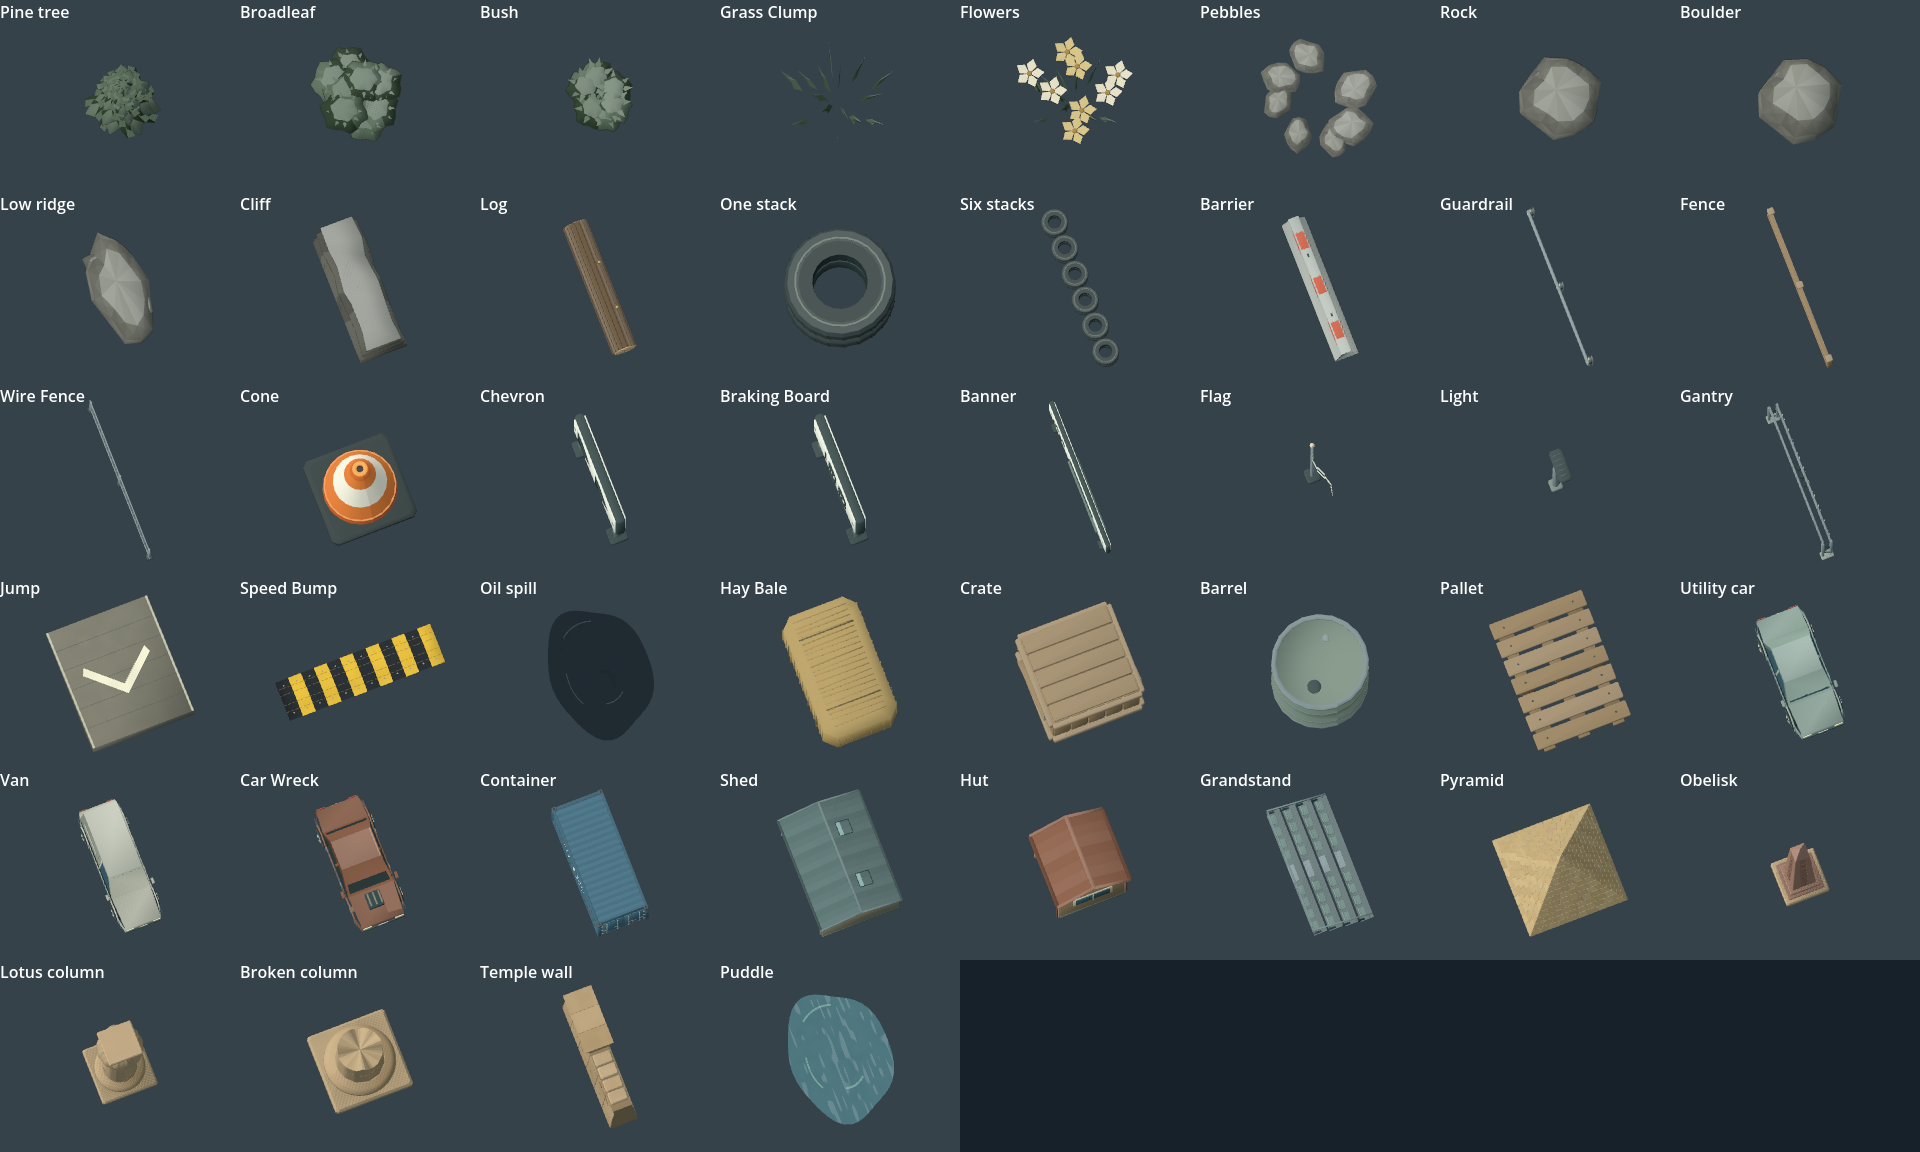 Pine tree
Broadleaf
Bush
Grass Clump
Flowers
Pebbles
Rock
Boulder
Low ridge
Cliff
Log
One stack
Six stacks
Barrier
Guardrail
Fence
Wire Fence
Cone
Chevron
Braking Board
Banner
Flag
Light
Gantry
Jump
Speed Bump
Oil spill
Hay Bale
Crate
Barrel
Pallet
Utility car
Van
Car Wreck
Container
Shed
Hut
Grandstand
Pyramid
Obelisk
Lotus column
Broken column
Temple wall
Puddle